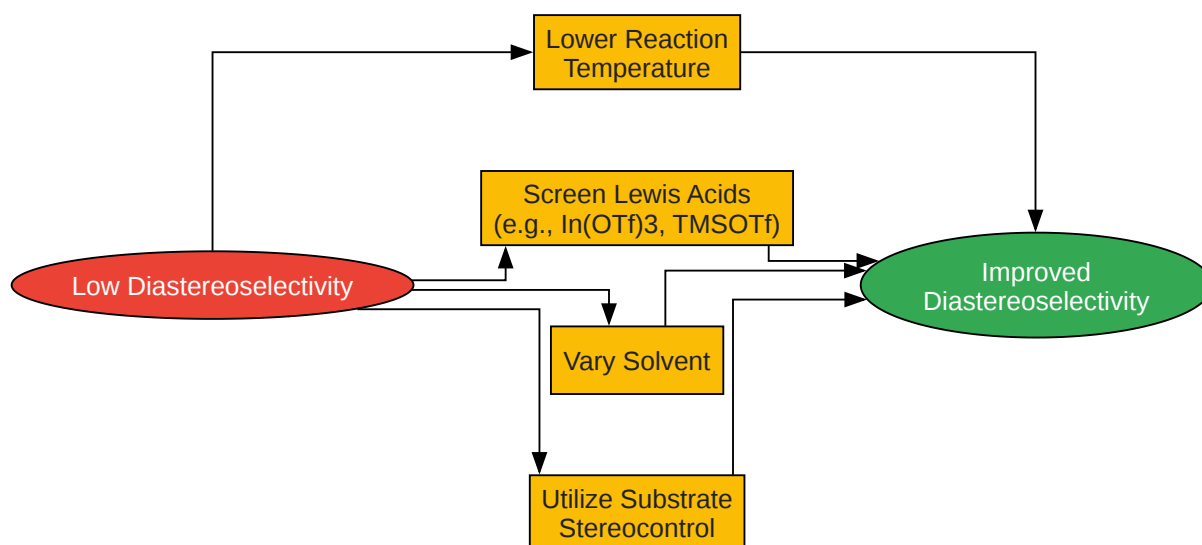 Lower Reaction
Temperature
Screen Lewis Acids
(e.g., In(OTf)3, TMSOTf)
Low Diastereoselectivity
Improved
Diastereoselectivity
Vary Solvent
Utilize Substrate
Stereocontrol